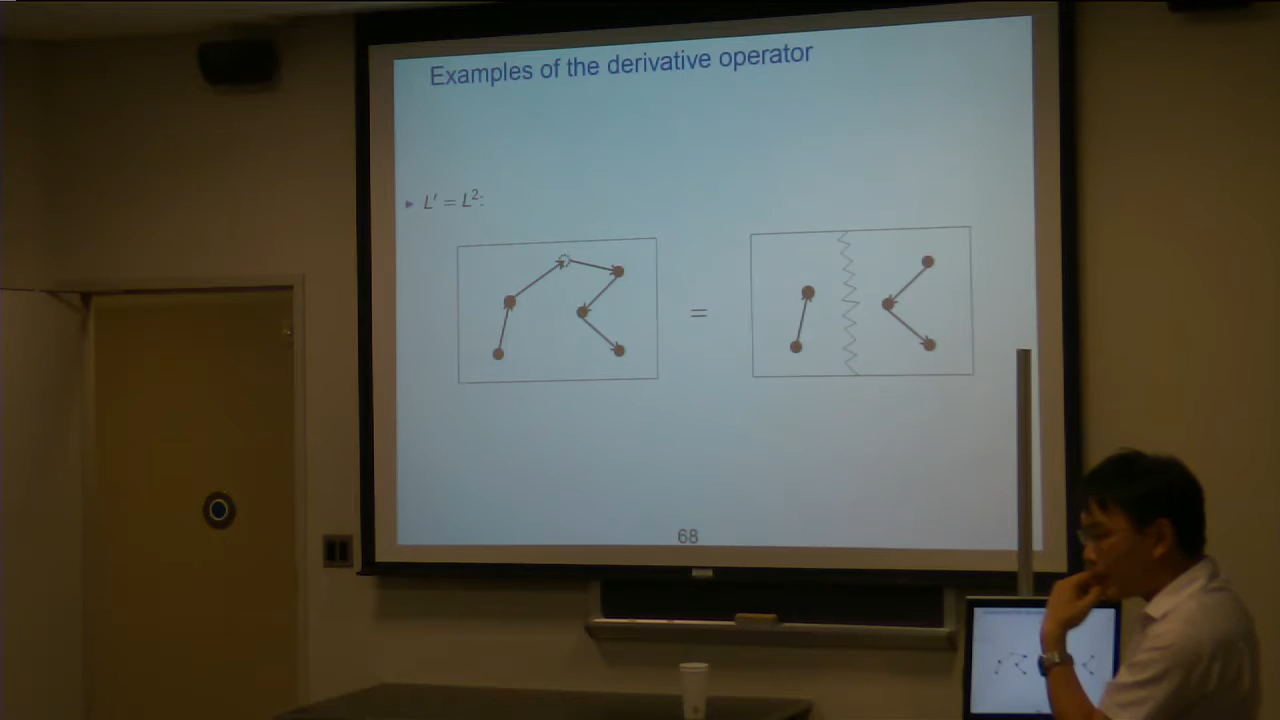 Examples of the derivative operator
▸ L′ = L²:
=
68